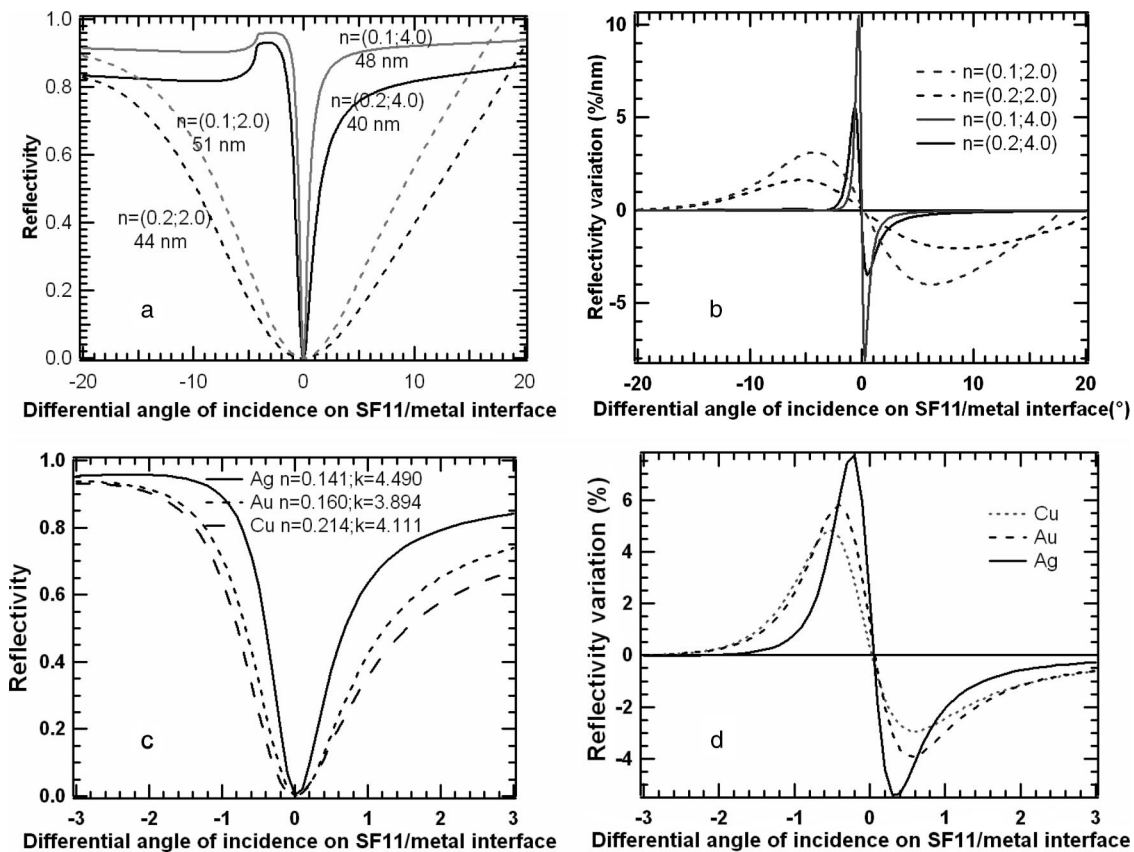 1.0
0.8
0.6
0.4
0.2
0.0
Reflectivity
n=(0.1;4.0)
48 nm
n=(0.2;4.0)
40 nm
n=(0.1;2.0)
51 nm
n=(0.2;2.0)
44 nm
a
-20 -10 0 10 20
Differential angle of incidence on SF11/metal interface
10
5
0
-5
Reflectivity variation (%/nm)
n=(0.1;2.0)
n=(0.2;2.0)
n=(0.1;4.0)
n=(0.2;4.0)
b
-20 -10 0 10 20
Differential angle of incidence on SF11/metal interface(°)
1.0
0.8
0.6
0.4
0.2
0.0
Reflectivity
Ag n=0.141;k=4.490
Au n=0.160;k=3.894
Cu n=0.214;k=4.111
c
-3 -2 -1 0 1 2 3
Differential angle of incidence on SF11/metal interface
6
4
2
0
-2
-4
Reflectivity variation (%)
Cu
Au
Ag
d
-3 -2 -1 0 1 2 3
Differential angle of incidence on SF11/metal interface